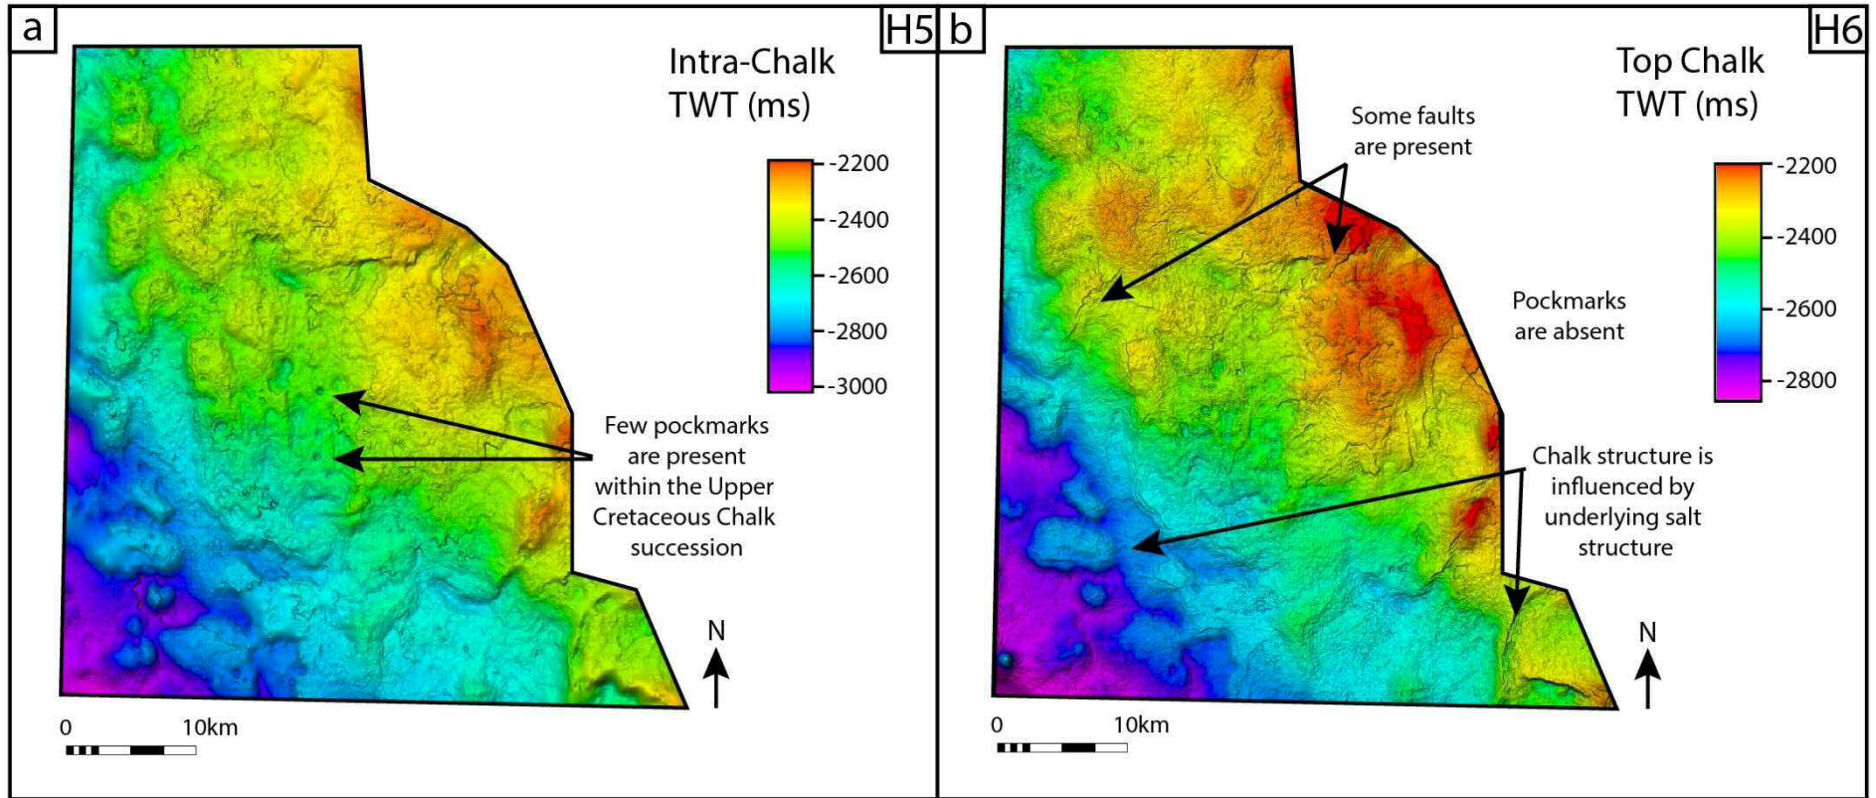 a
H5
Intra-Chalk
TWT (ms)
-2200
-2400
-2600
-2800
-3000
Few pockmarks
are present
within the Upper
Cretaceous Chalk
succession
N
0
10km
b
H6
Top Chalk
TWT (ms)
Some faults
are present
-2200
-2400
-2600
-2800
Pockmarks
are absent
Chalk structure is
influenced by
underlying salt
structure
N
0
10km